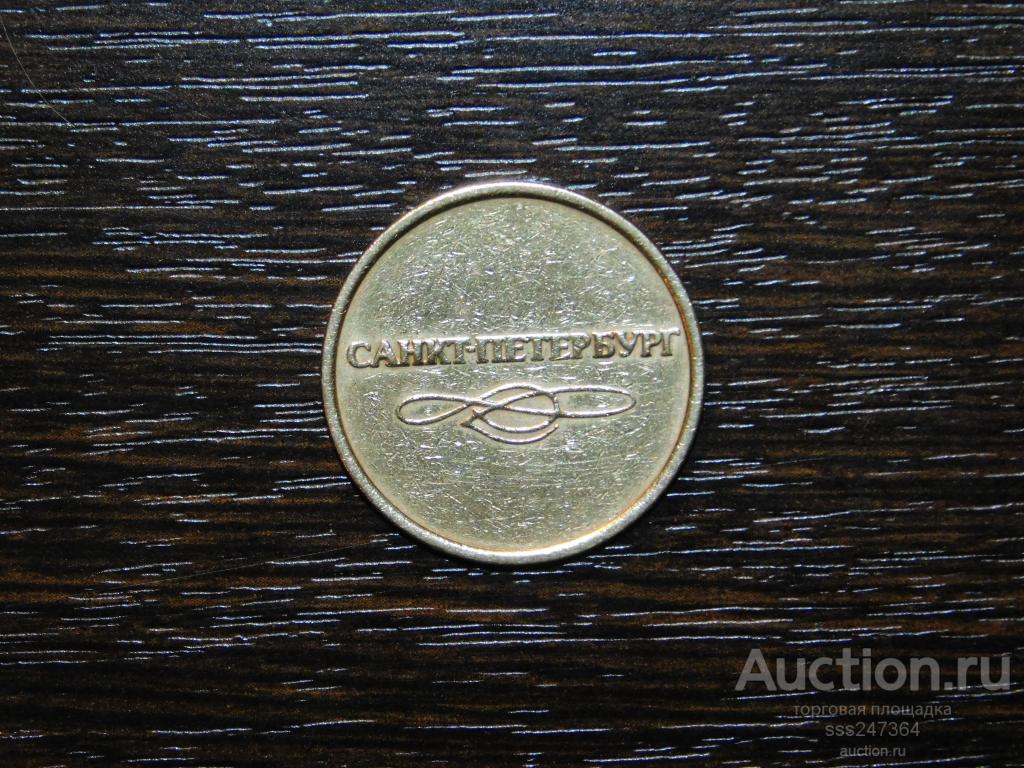 САНКТ-ПЕТЕРБУРГ
Auction.ru
торговая площадка
sss247364
auction.ru